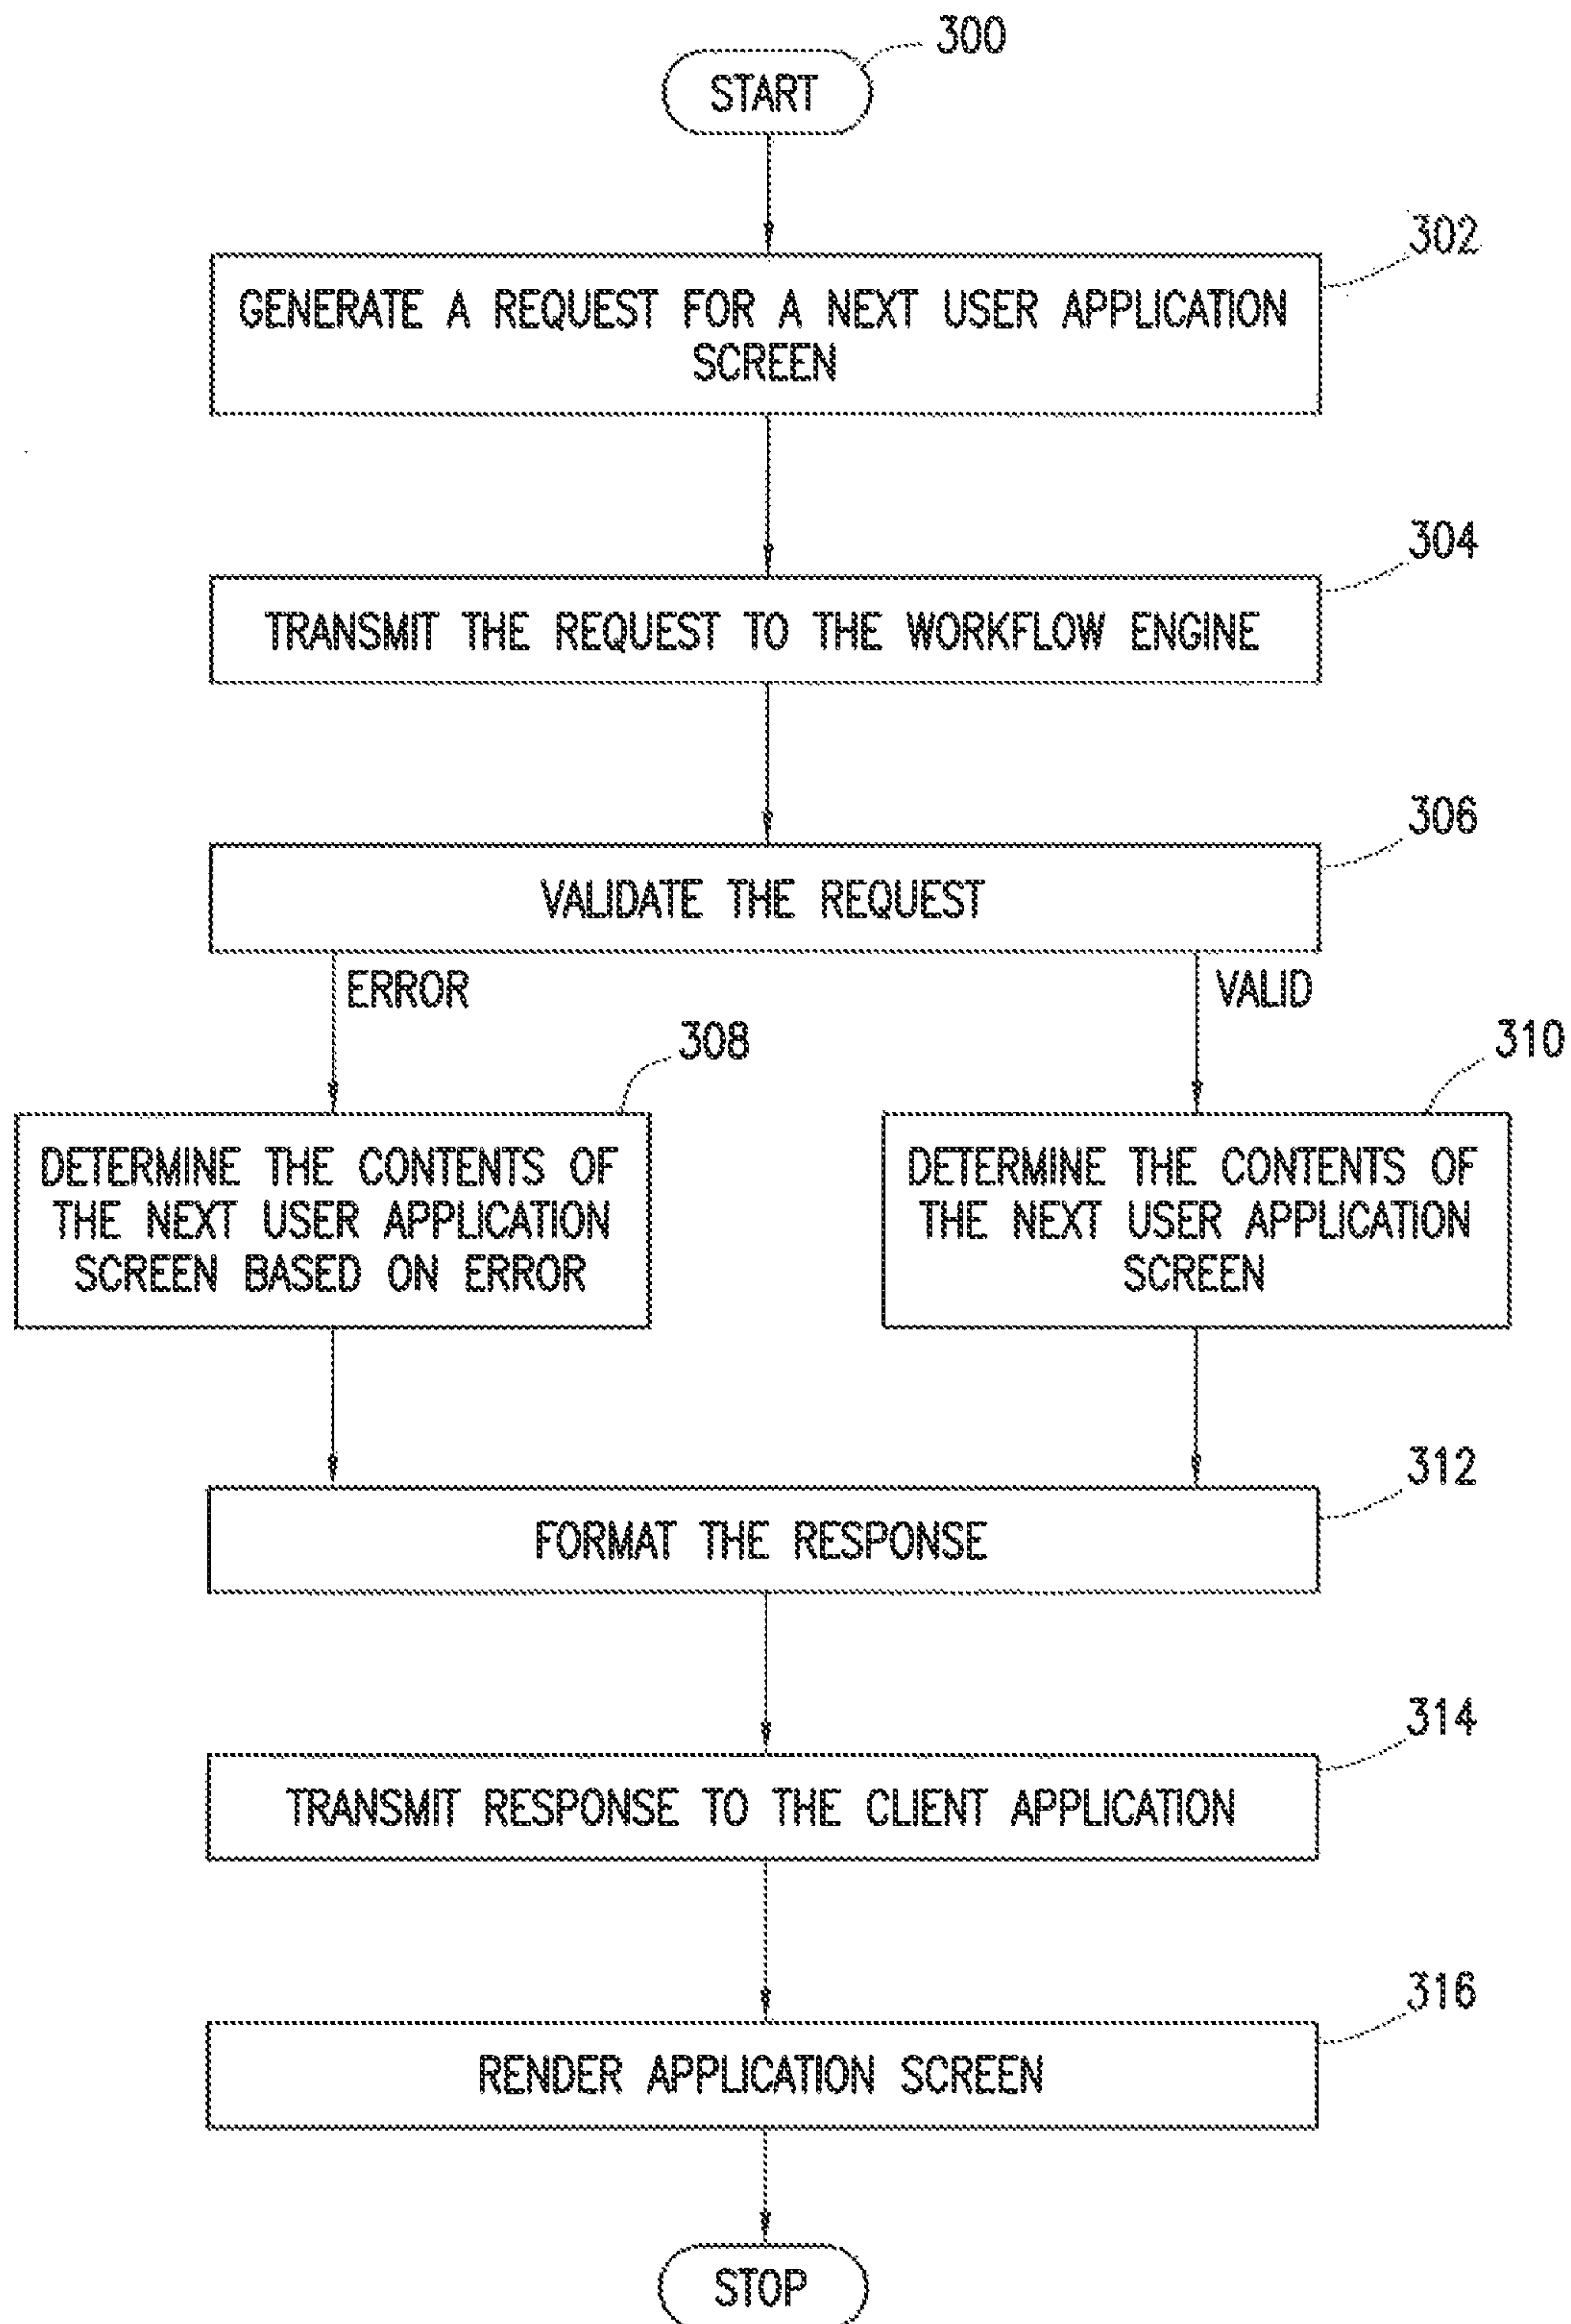 300
START
302
GENERATE A REQUEST FOR A NEXT USER APPLICATION
SCREEN
304
TRANSMIT THE REQUEST TO THE WORKFLOW ENGINE
306
VALIDATE THE REQUEST
ERROR
VALID
308
310
DETERMINE THE CONTENTS OF
THE NEXT USER APPLICATION
SCREEN BASED ON ERROR
DETERMINE THE CONTENTS OF
THE NEXT USER APPLICATION
SCREEN
312
FORMAT THE RESPONSE
314
TRANSMIT RESPONSE TO THE CLIENT APPLICATION
316
RENDER APPLICATION SCREEN
STOP